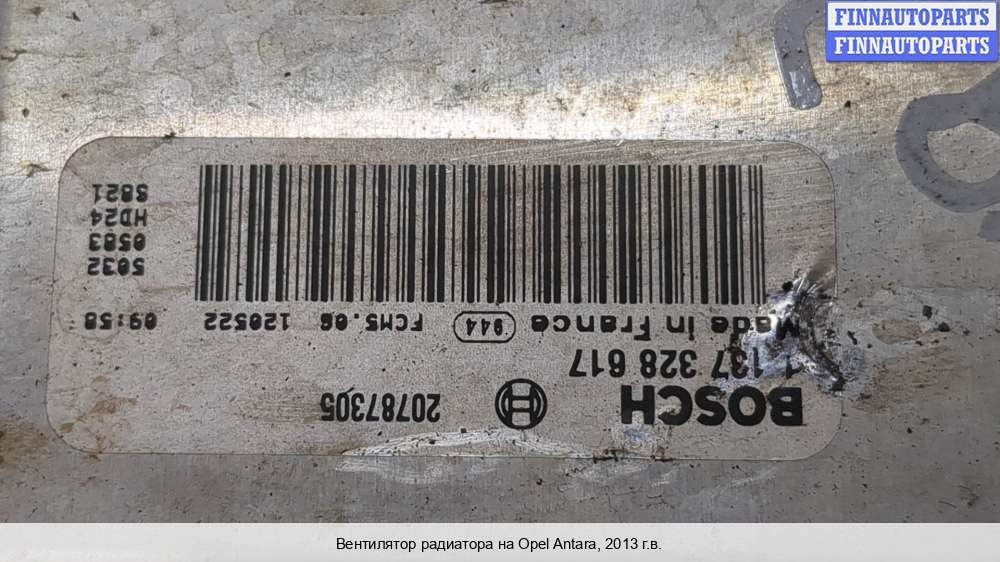 FINNAUTOPARTS
FINNAUTOPARTS
BOSCH 20787305
1 137 328 617
Made in France 944 FCM5.06 120522 09:58
5032
0583
HD24
S821
Вентилятор радиатора на Opel Antara, 2013 г.в.